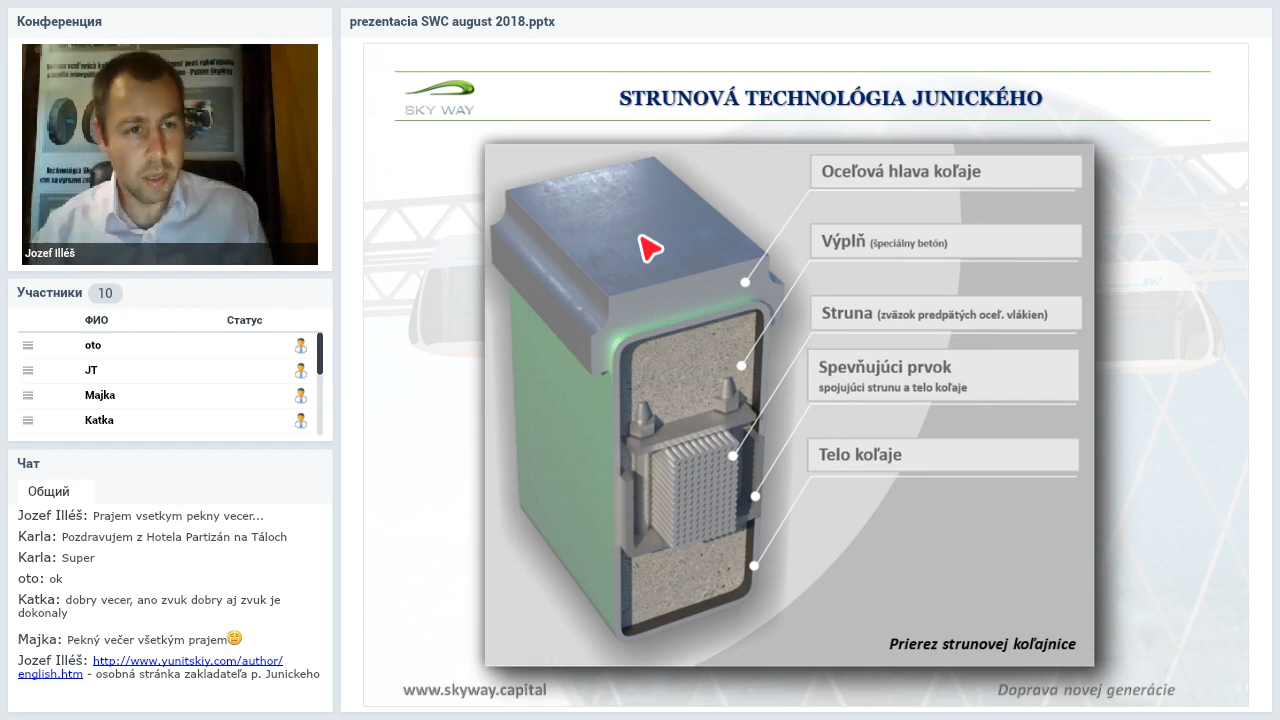 Конференция
Jozef Illéš
Участники 10
ФИО Статус
oto
JT
Majka
Katka
Чат
Общий
Jozef Illéš: Prajem vsetkym pekny vecer...
Karla: Pozdravujem z Hotela Partizán na Táloch
Karla: Super
oto: ok
Katka: dobry vecer, ano zvuk dobry aj zvuk je
dokonaly
Majka: Pekný večer všetkým prajem
Jozef Illéš: http://www.yunitskiy.com/author/
english.htm - osobná stránka zakladateľa p. Junickeho
prezentacia SWC august 2018.pptx
SKY WAY
STRUNOVÁ TECHNOLÓGIA JUNICKÉHO
Oceľová hlava koľaje
Výplň (špeciálny betón)
Struna (zväzok predpätých oceľ. vlákien)
Spevňujúci prvok
spojujúci strunu a telo koľaje
Telo koľaje
Prierez strunovej koľajnice
www.skyway.capital
Doprava novej generácie